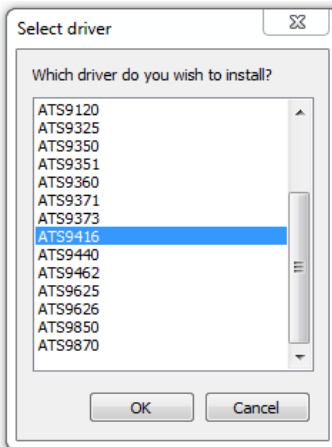 Select driver
Which driver do you wish to install?
ATS9120
ATS9325
ATS9350
ATS9351
ATS9360
ATS9371
ATS9373
ATS9416
ATS9440
ATS9462
ATS9625
ATS9626
ATS9850
ATS9870
OK
Cancel